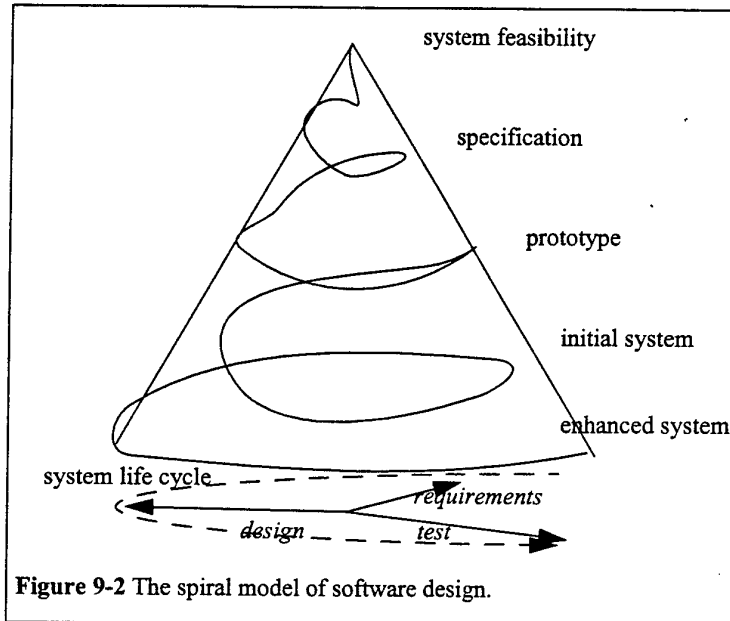 system feasibility
specification
prototype
initial system
enhanced system
system life cycle
requirements
design
test
Figure 9-2 The spiral model of software design.